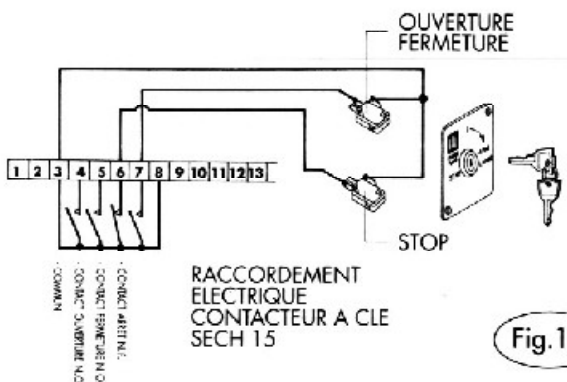 OUVERTURE
FERMETURE
1 2 3 4 5 6 7 8 9 10 11 12 13
STOP
· COMMUN
· CONTACT OUVERTURE N.O
· CONTACT FERMETURE N.O
· CONTACT ARRET N.F.
RACCORDEMENT
ELECTRIQUE
CONTACTEUR A CLE
SECH 15
Fig.1